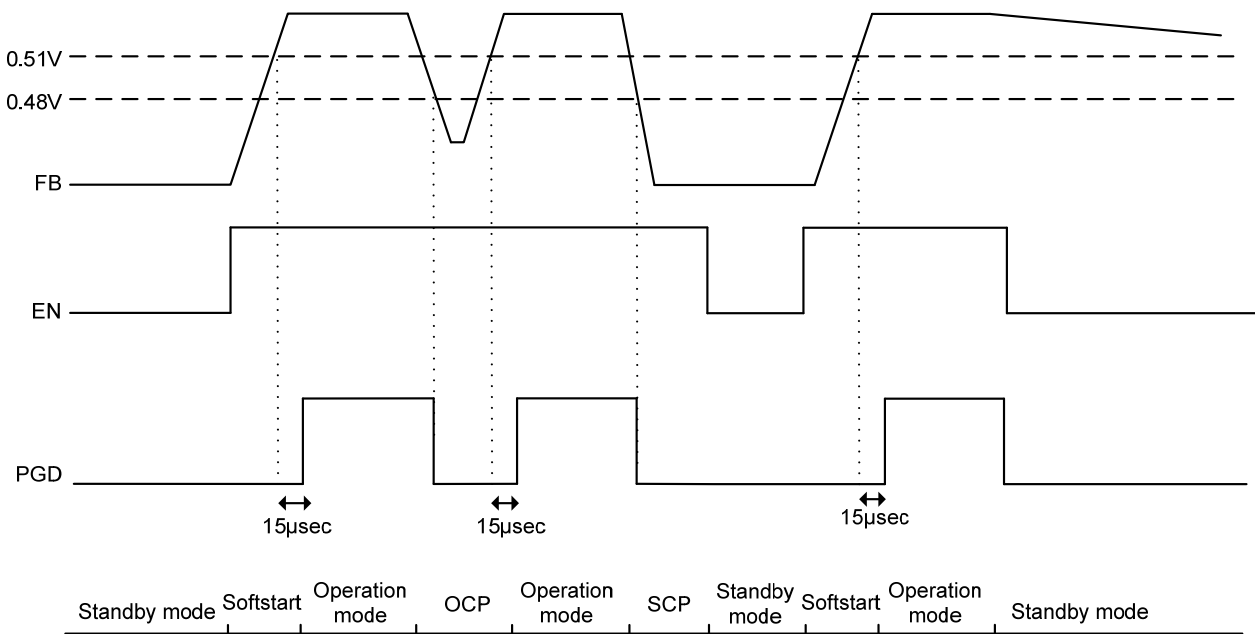 0.51V
0.48V
FB
EN
PGD
15μsec
15μsec
15μsec
Standby mode
Softstart
Operation
mode
OCP
Operation
mode
SCP
Standby
mode
Softstart
Operation
mode
Standby mode